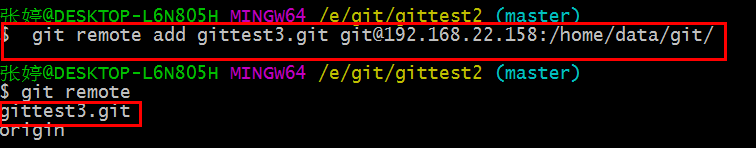 张婷@DESKTOP-L6N805H MINGW64 /e/git/gittest2 (master)
$  git remote add gittest3.git git@192.168.22.158:/home/data/git/
张婷@DESKTOP-L6N805H MINGW64 /e/git/gittest2 (master)
$ git remote
gittest3.git
origin